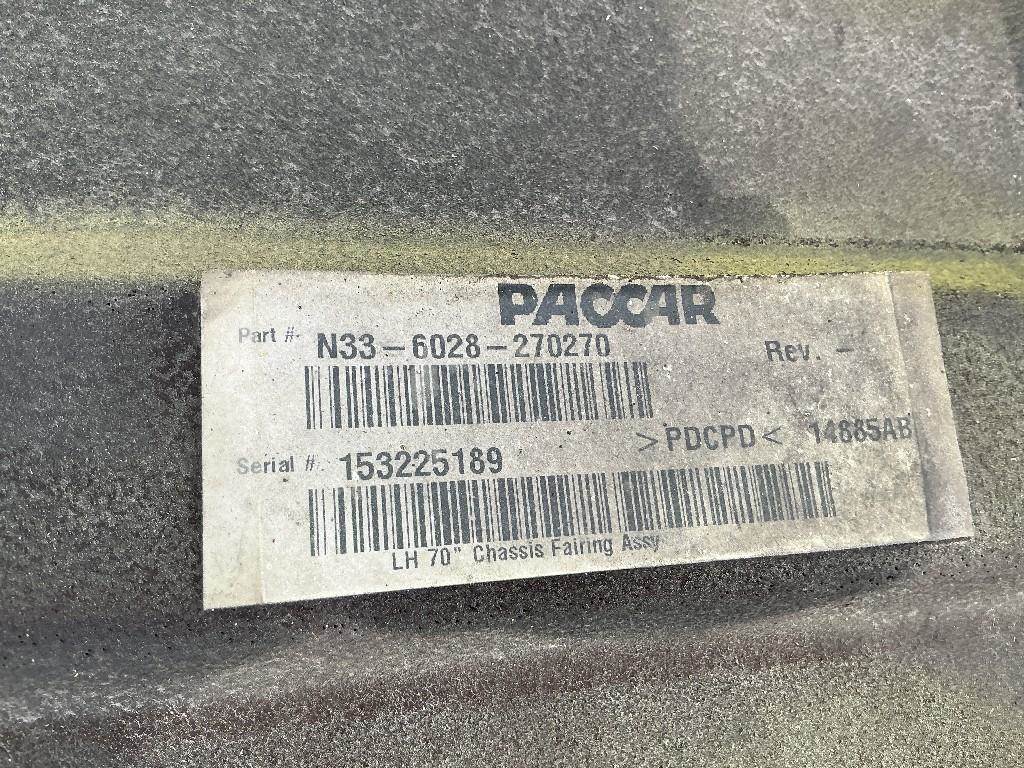 PACCAR
Part #. N33-6028-270270 Rev. -
>PDCPD< 14885AB
Serial #. 153225189
LH 70" Chassis Fairing Assy